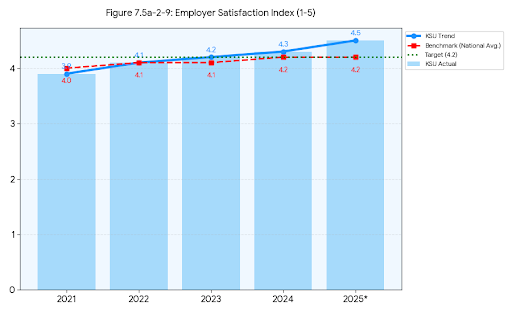 Figure 7.5a-2-9: Employer Satisfaction Index (1-5)
KSU Trend
Benchmark (National Avg.)
Target (4.2)
KSU Actual
3.9 4.1 4.2 4.3 4.5
4.0 4.1 4.1 4.2 4.2
4
3
2
1
0
2021 2022 2023 2024 2025*